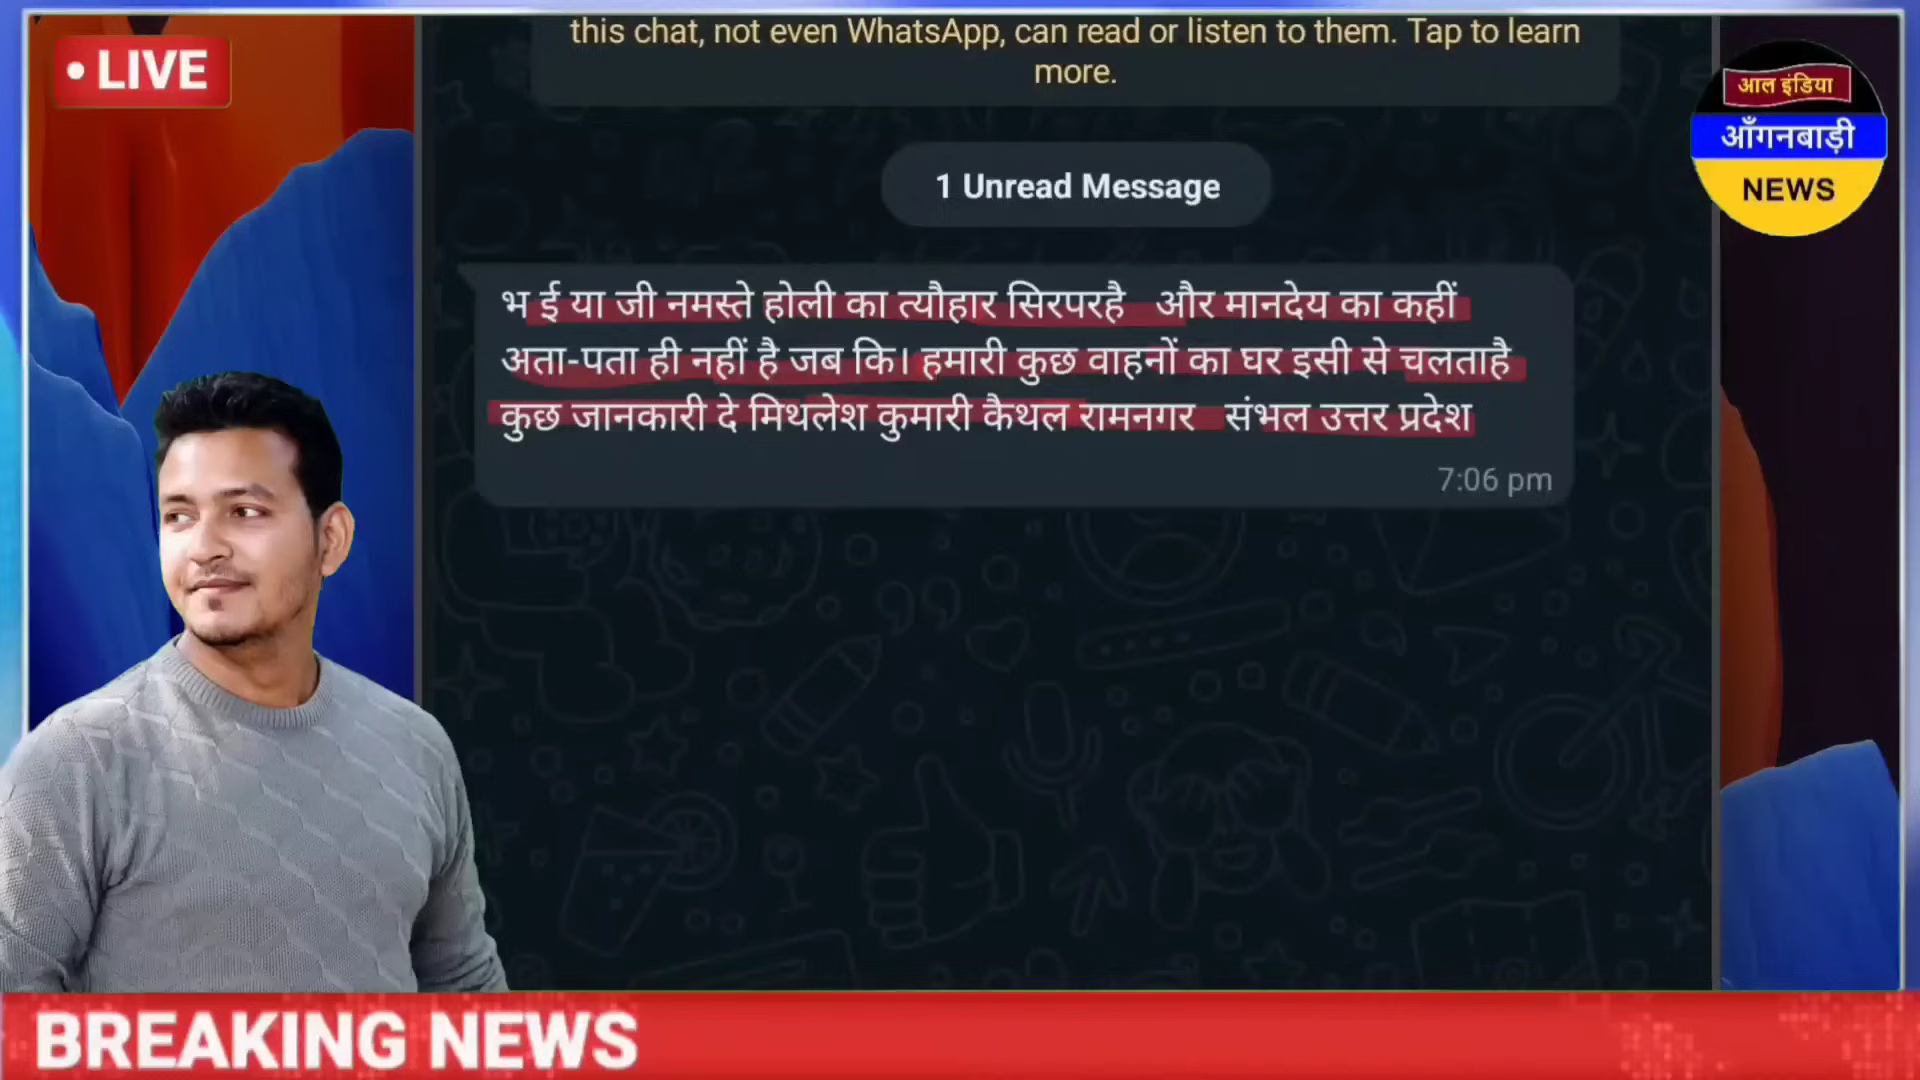 this chat, not even WhatsApp, can read or listen to them. Tap to learn
more.
• LIVE
आल इंडिया
आँगनबाड़ी
NEWS
1 Unread Message
भ ई या जी नमस्ते होली का त्यौहार सिरपरहै और मानदेय का कहीं
अता-पता ही नहीं है जब कि। हमारी कुछ वाहनों का घर इसी से चलताहै
कुछ जानकारी दे मिथलेश कुमारी कैथल रामनगर संभल उत्तर प्रदेश
7:06 pm
BREAKING NEWS